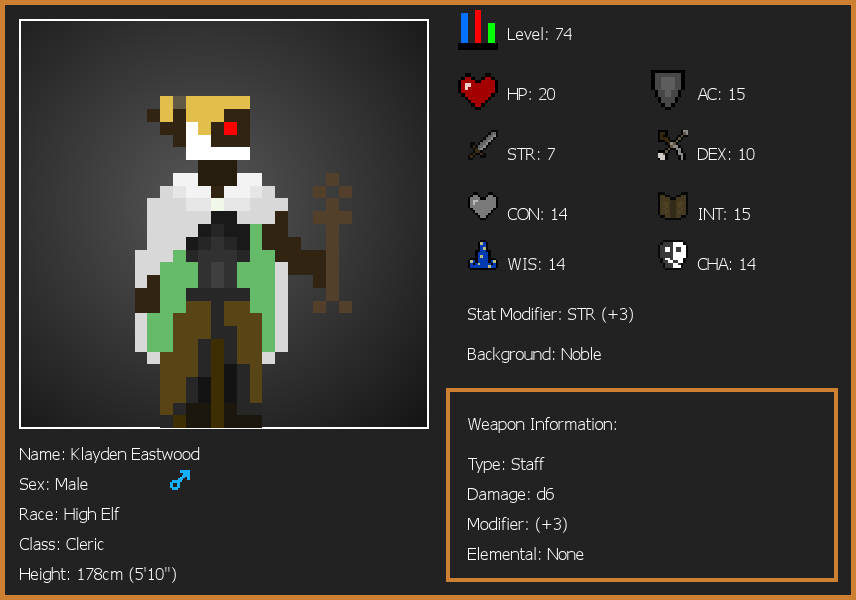 Level: 74
HP: 20
AC: 15
STR: 7
DEX: 10
CON: 14
INT: 15
WIS: 14
CHA: 14
Stat Modifier: STR (+3)
Background: Noble
Weapon Information:
Type: Staff
Damage: d6
Modifier: (+3)
Elemental: None
Name: Klayden Eastwood
Sex: Male
Race: High Elf
Class: Cleric
Height: 178cm (5'10")